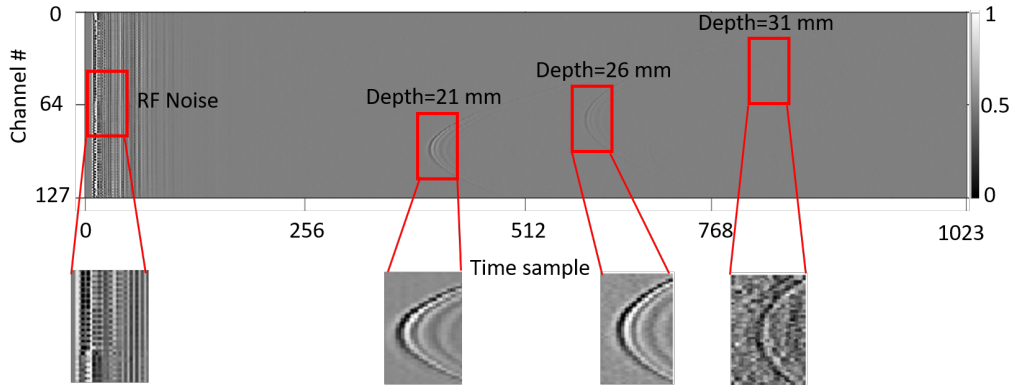 0
Depth=31 mm
1
Channel #
RF Noise
Depth=21 mm
Depth=26 mm
64
0.5
127
0
0
256
512
768
1023
Time sample